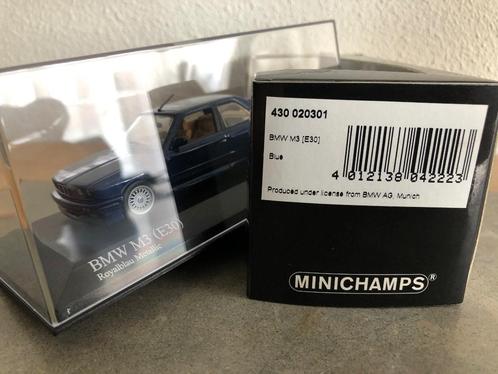 BMW M3 (E30)
Royalblau Metallic
430 020301
BMW M3 [E30]
Blue
4 012138 042223
Produced under license from BMW AG, Munich
MINICHAMPS®